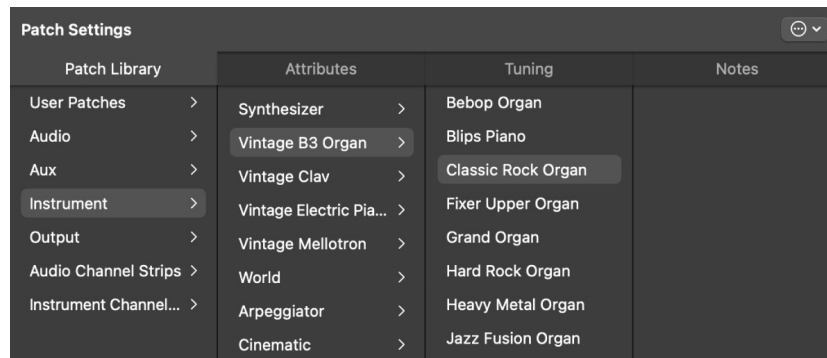 Patch Settings
Patch Library
Attributes
Tuning
Notes
User Patches
Audio
Aux
Instrument
Output
Audio Channel Strips
Instrument Channel...
Synthesizer
Vintage B3 Organ
Vintage Clav
Vintage Electric Pia...
Vintage Mellotron
World
Arpeggiator
Cinematic
Bebop Organ
Blips Piano
Classic Rock Organ
Fixer Upper Organ
Grand Organ
Hard Rock Organ
Heavy Metal Organ
Jazz Fusion Organ